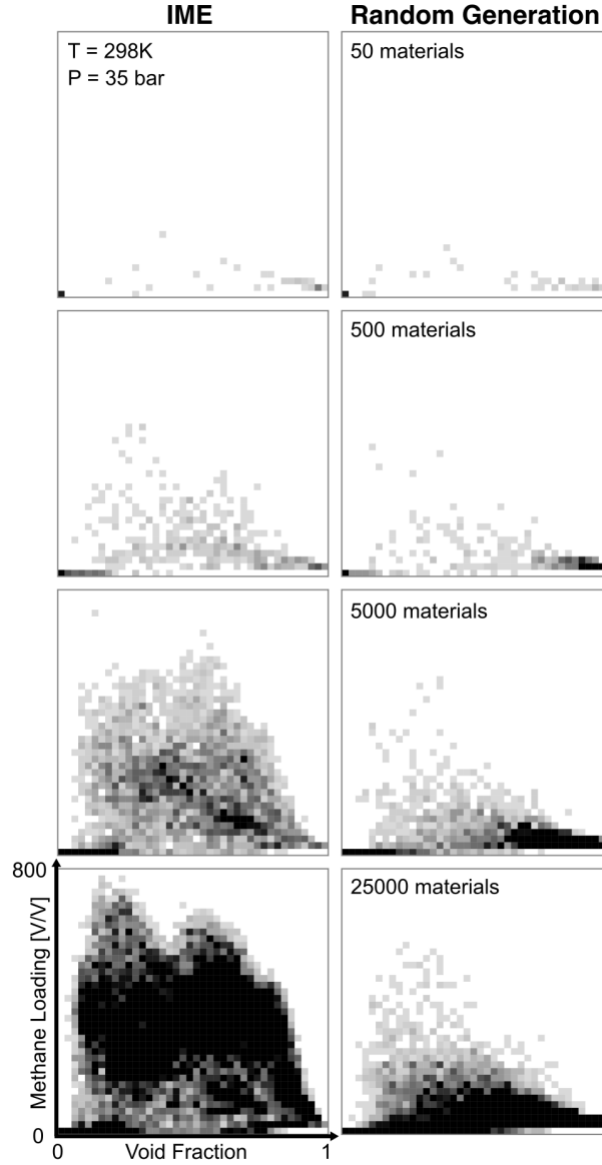 IME
Random Generation
T = 298K
P = 35 bar
50 materials
500 materials
5000 materials
25000 materials
800
Methane Loading [V/V]
0
0
Void Fraction
1